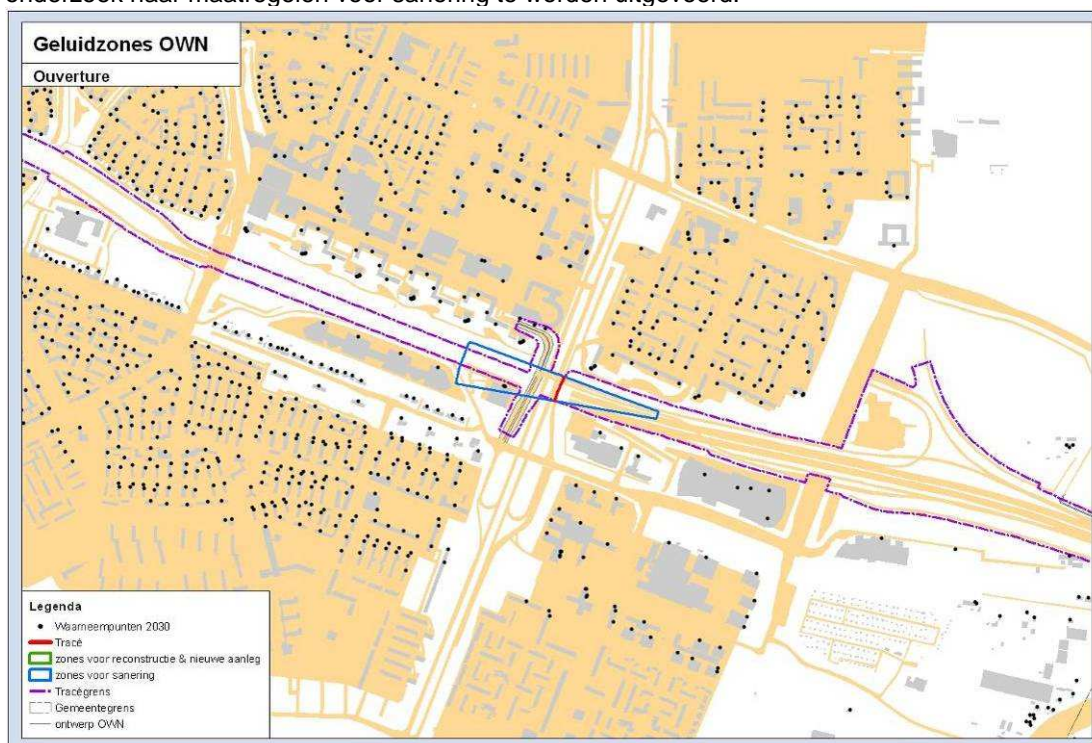 onderzoek naar maatregelen voor sanering te worden uitgevoerd.
Geluidzones OWN
Ouverture
Legenda
Waarneempunten 2030
Tracé
zones voor reconstructie & nieuwe aanleg
zones voor sanering
Tracégrens
Gemeentegrens
ontwerp OWN